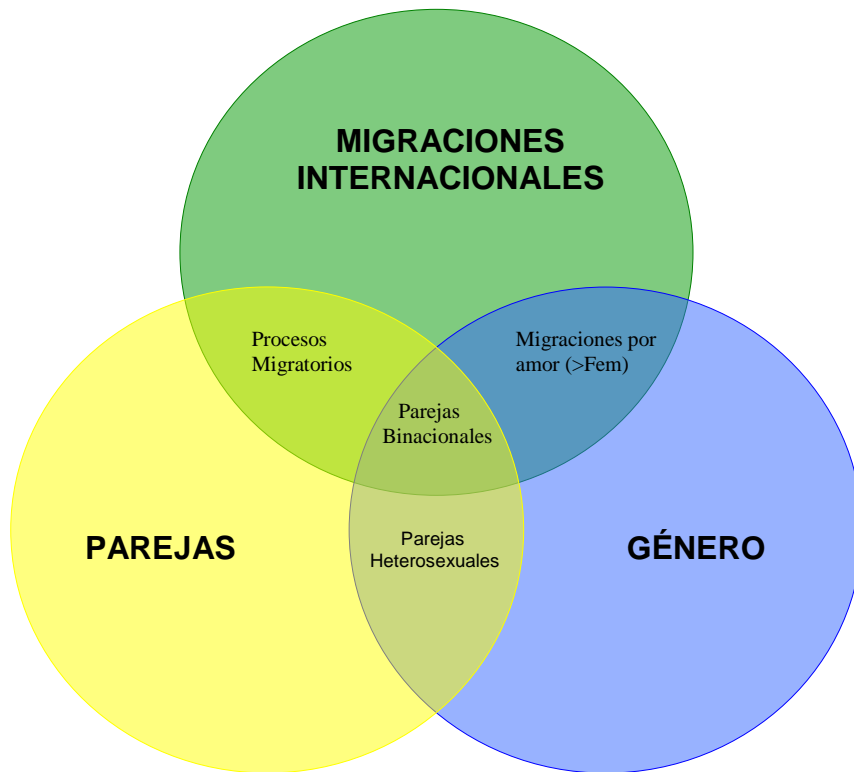 MIGRACIONES
INTERNACIONALES
Procesos
Migratorios
Migraciones por
amor (>Fem)
Parejas
Binacionales
PAREJAS
Parejas
Heterosexuales
GÉNERO